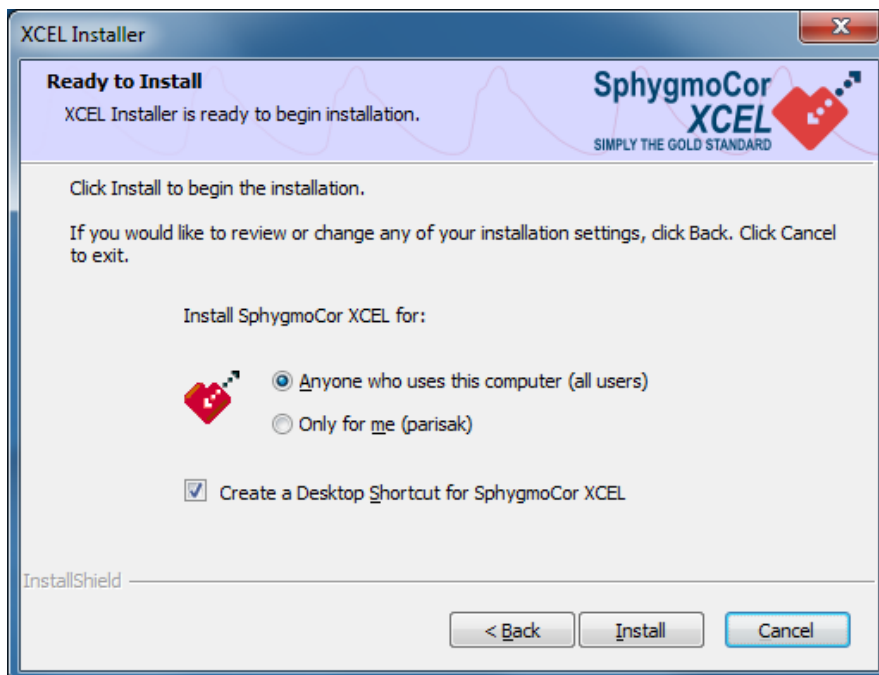 XCEL Installer
Ready to Install
XCEL Installer is ready to begin installation.
SphygmoCor
XCEL
SIMPLY THE GOLD STANDARD
Click Install to begin the installation.
If you would like to review or change any of your installation settings, click Back. Click Cancel
to exit.
Install SphygmoCor XCEL for:
Anyone who uses this computer (all users)
Only for me (parisak)
Create a Desktop Shortcut for SphygmoCor XCEL
InstallShield
< Back
Install
Cancel